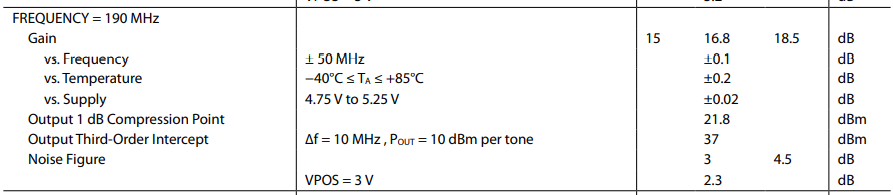 FREQUENCY = 190 MHz
Gain 15 16.8 18.5 dB
vs. Frequency ± 50 MHz ±0.1 dB
vs. Temperature −40°C ≤ TA ≤ +85°C ±0.2 dB
vs. Supply 4.75 V to 5.25 V ±0.02 dB
Output 1 dB Compression Point 21.8 dBm
Output Third-Order Intercept Δf = 10 MHz , POUT = 10 dBm per tone 37 dBm
Noise Figure 3 4.5 dB
VPOS = 3 V 2.3 dB